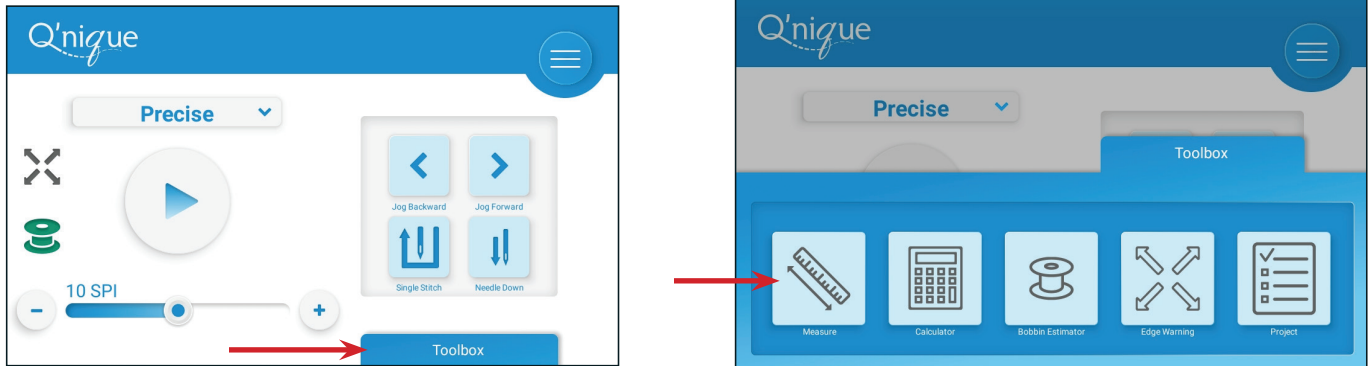 Q'nique
Precise
Jog Backward Jog Forward
Single Stitch Needle Down
10 SPI
Toolbox
Q'nique
Precise
Toolbox
Measure Calculator Bobbin Estimator Edge Warning Project